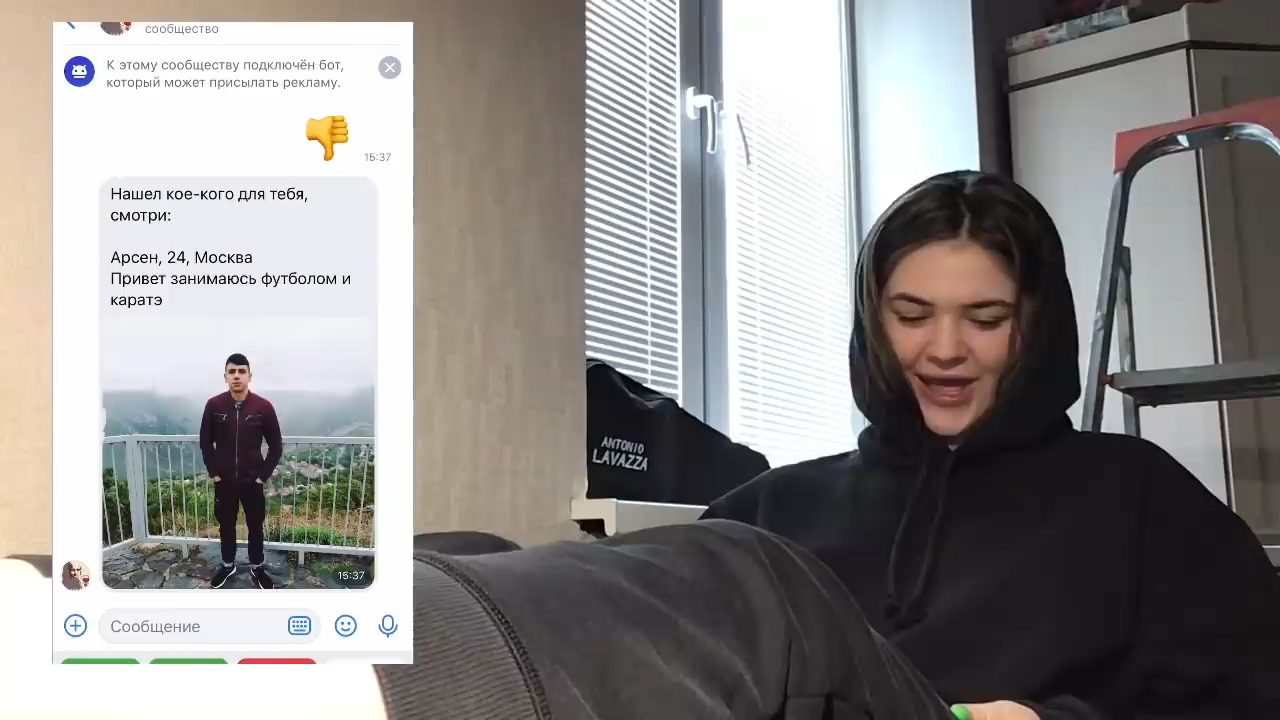 сообщество
К этому сообществу подключён бот,
который может присылать рекламу.
15:37
Нашел кое-кого для тебя,
смотри:
Арсен, 24, Москва
Привет занимаюсь футболом и
каратэ
15:37
Сообщение
ANTONIO
LAVAZZA